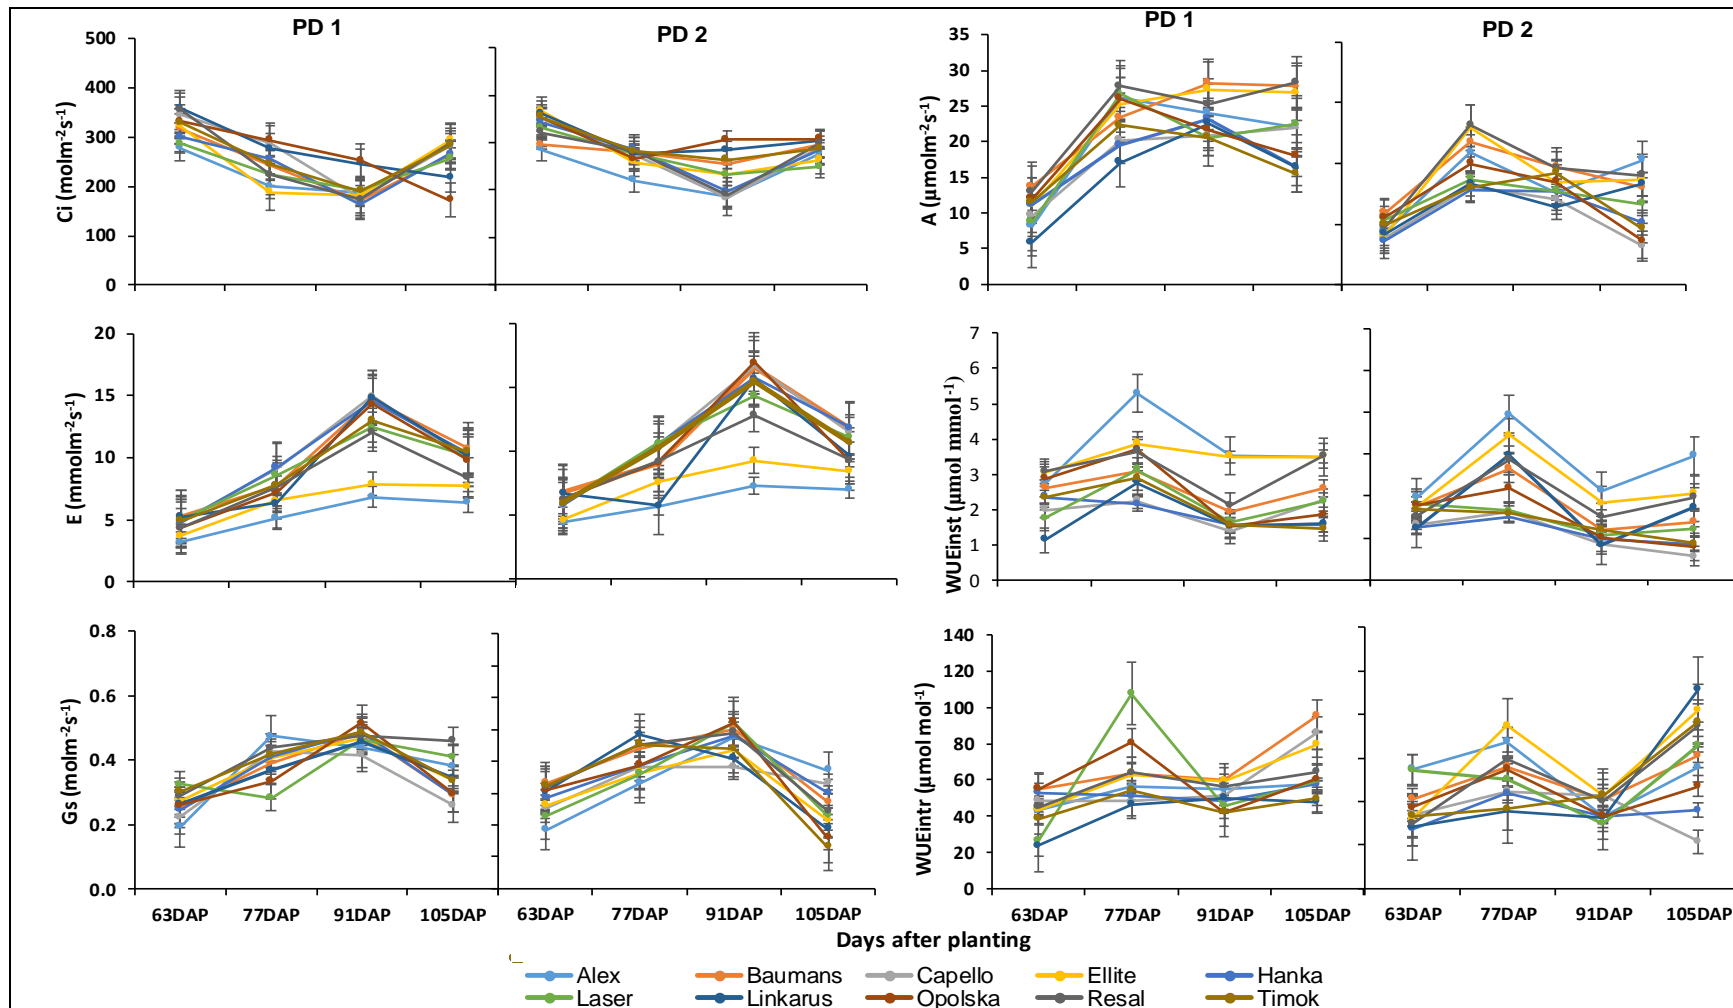 PD 1
PD 2
Ci (molm⁻²s⁻¹)
500
400
300
200
100
0
PD 1
PD 2
A (µmolm⁻²s⁻¹)
35
30
25
20
15
10
5
0
E (mmolm⁻²s⁻¹)
20
15
10
5
0
WUEinst (µmol mmol⁻¹)
7
6
5
4
3
2
1
0
Gs (molm⁻²s⁻¹)
0.8
0.6
0.4
0.2
0.0
63DAP 77DAP 91DAP 105DAP 63DAP 77DAP 91DAP 105DAP
WUEintr (µmol mol⁻¹)
140
120
100
80
60
40
20
0
63DAP 77DAP 91DAP 105DAP 63DAP 77DAP 91DAP 105DAP
Days after planting
Alex Baumans Capello Ellite Hanka
Laser Linkarus Opolska Resal Timok